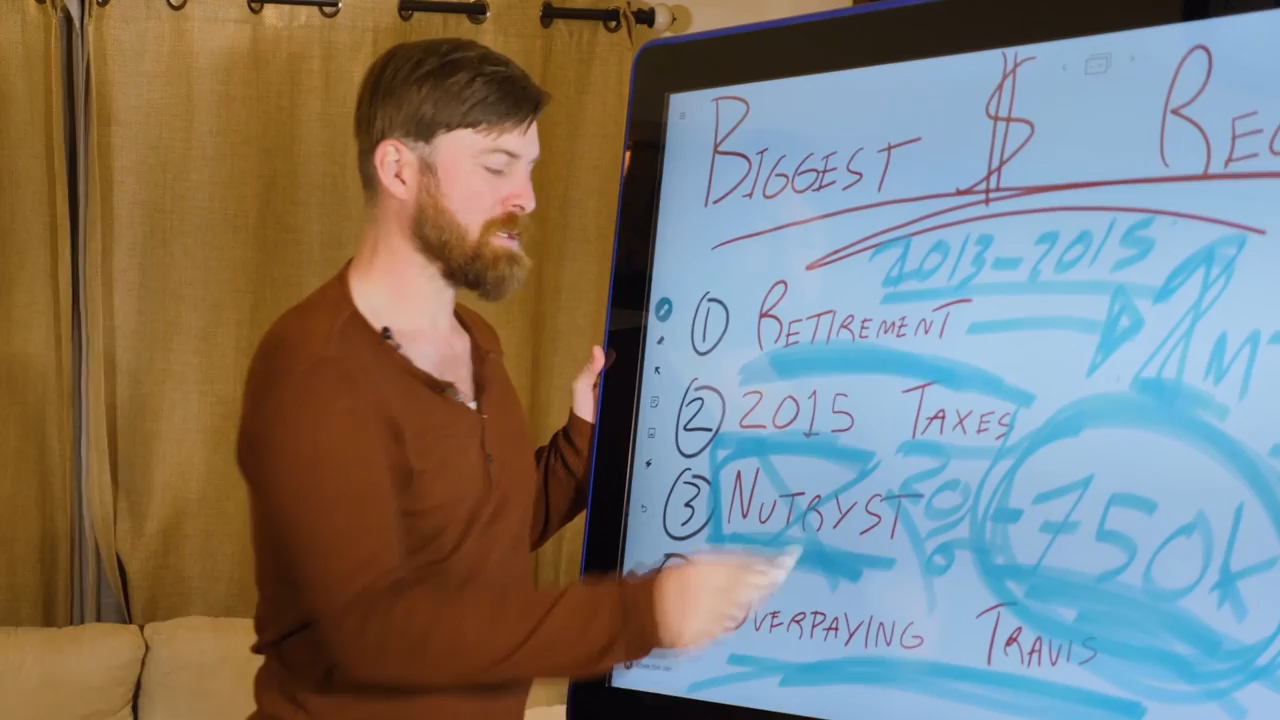 BIGGEST $ REG
2013-2015
1 RETIREMENT
2 2015 TAXES
3 NUTRYST
-750K
OVERPAYING TRAVIS